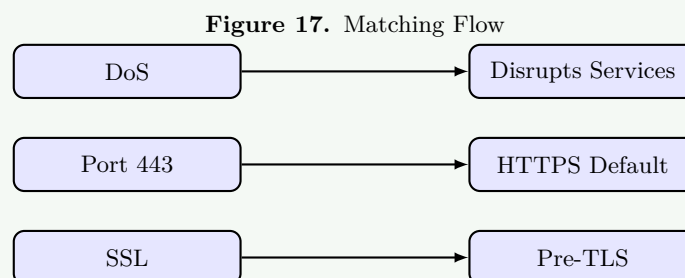 Figure 17. Matching Flow
DoS Disrupts Services
Port 443 HTTPS Default
SSL Pre-TLS